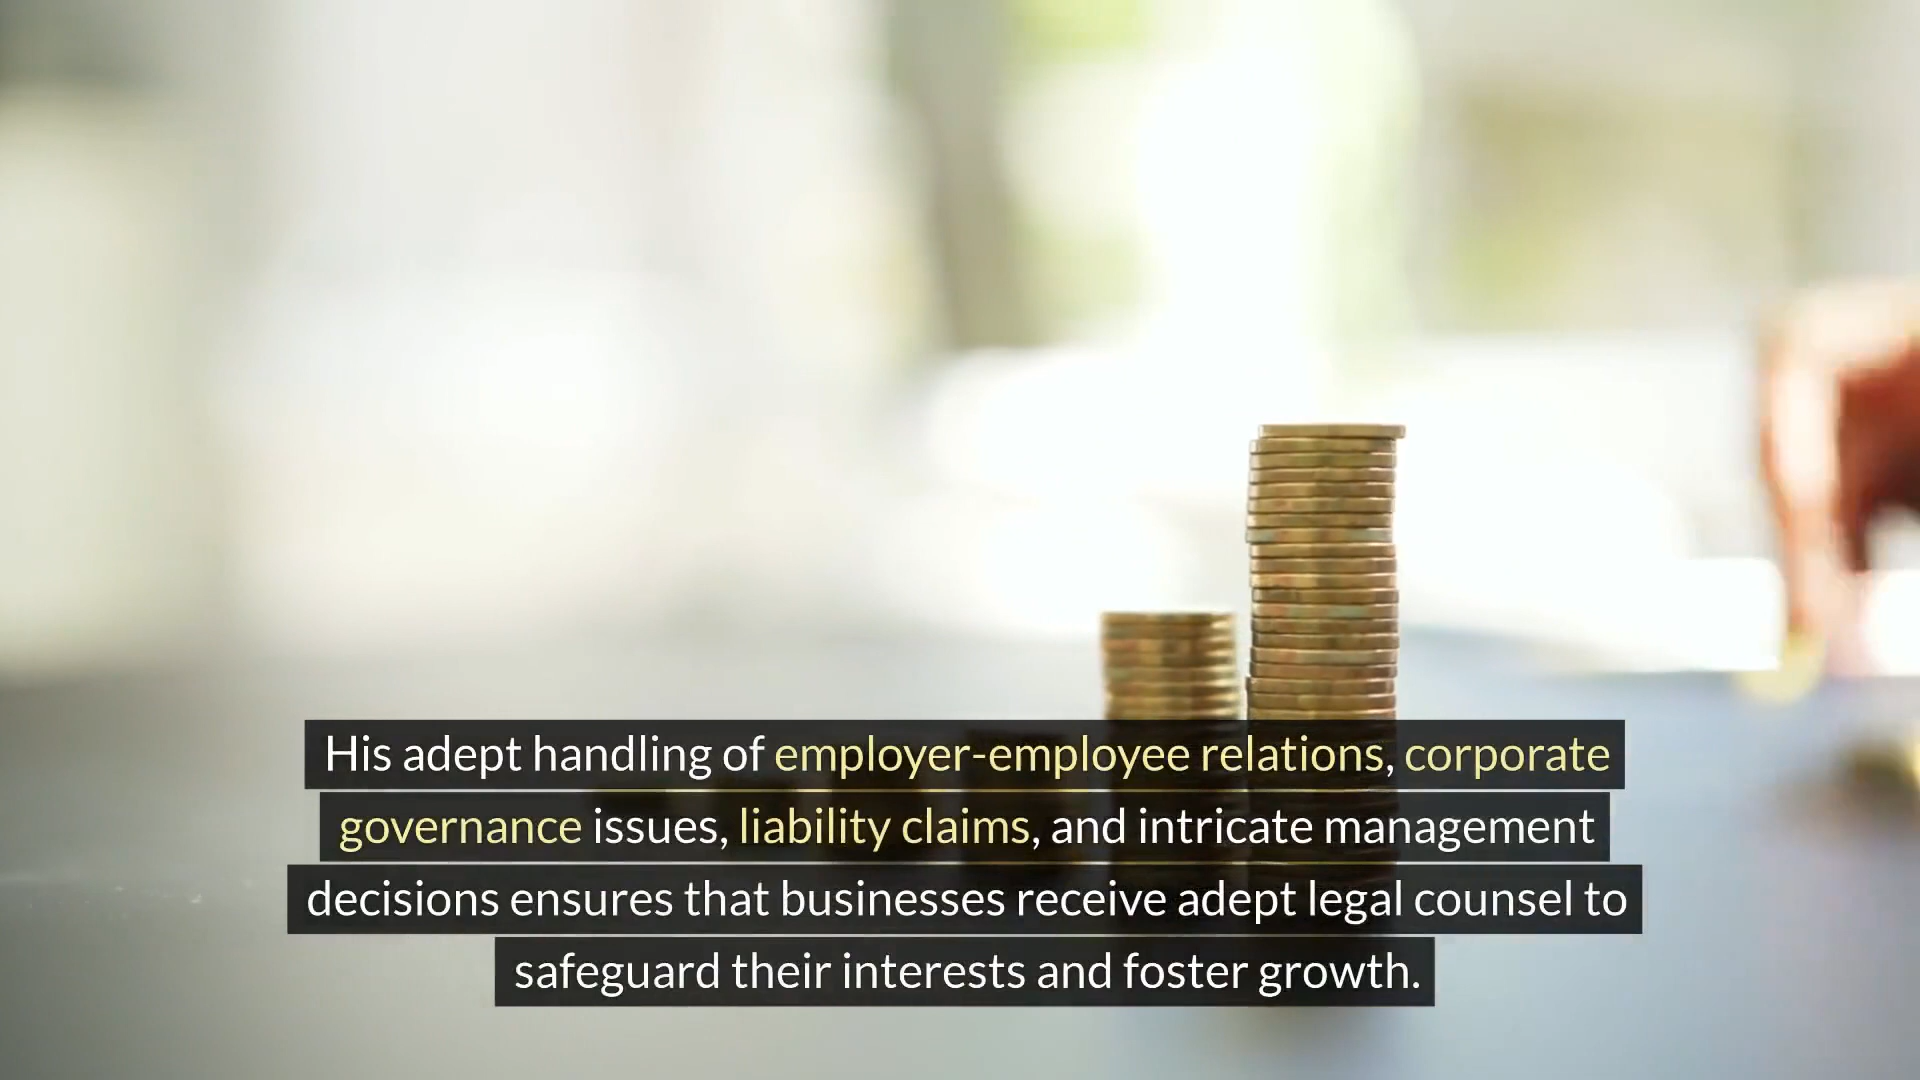 His adept handling of employer-employee relations, corporate
governance issues, liability claims, and intricate management
decisions ensures that businesses receive adept legal counsel to
safeguard their interests and foster growth.